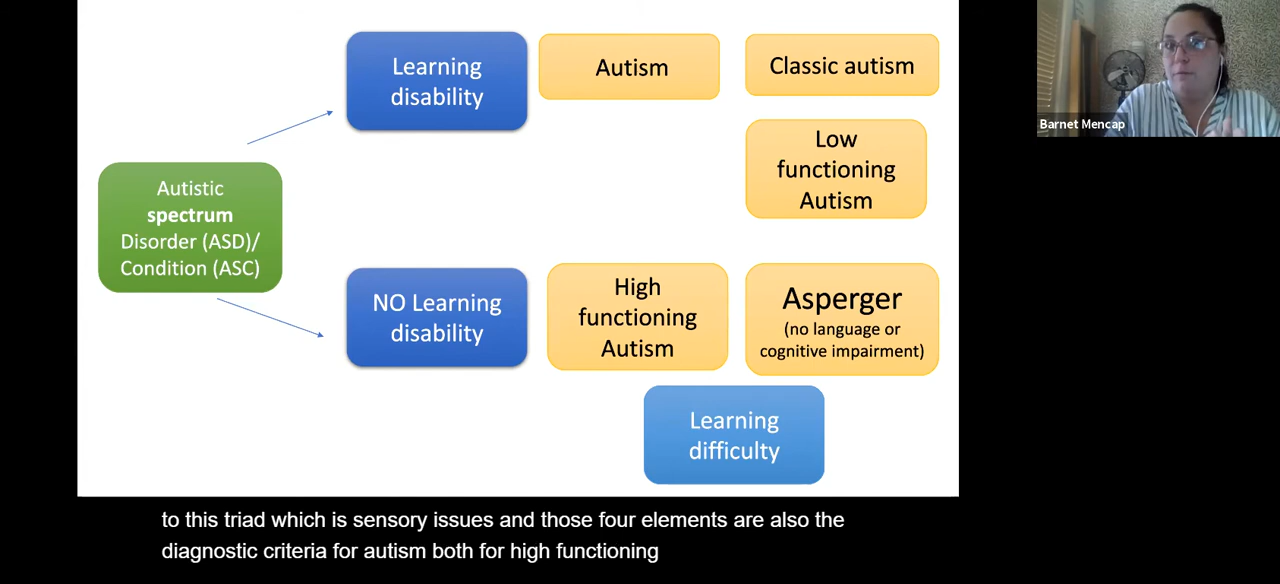 Learning
disability
Autism
Classic autism
Low
functioning
Autism
Autistic
spectrum
Disorder (ASD)/
Condition (ASC)
NO Learning
disability
High
functioning
Autism
Asperger
(no language or
cognitive impairment)
Learning
difficulty
Barnet Mencap
to this triad which is sensory issues and those four elements are also the
diagnostic criteria for autism both for high functioning